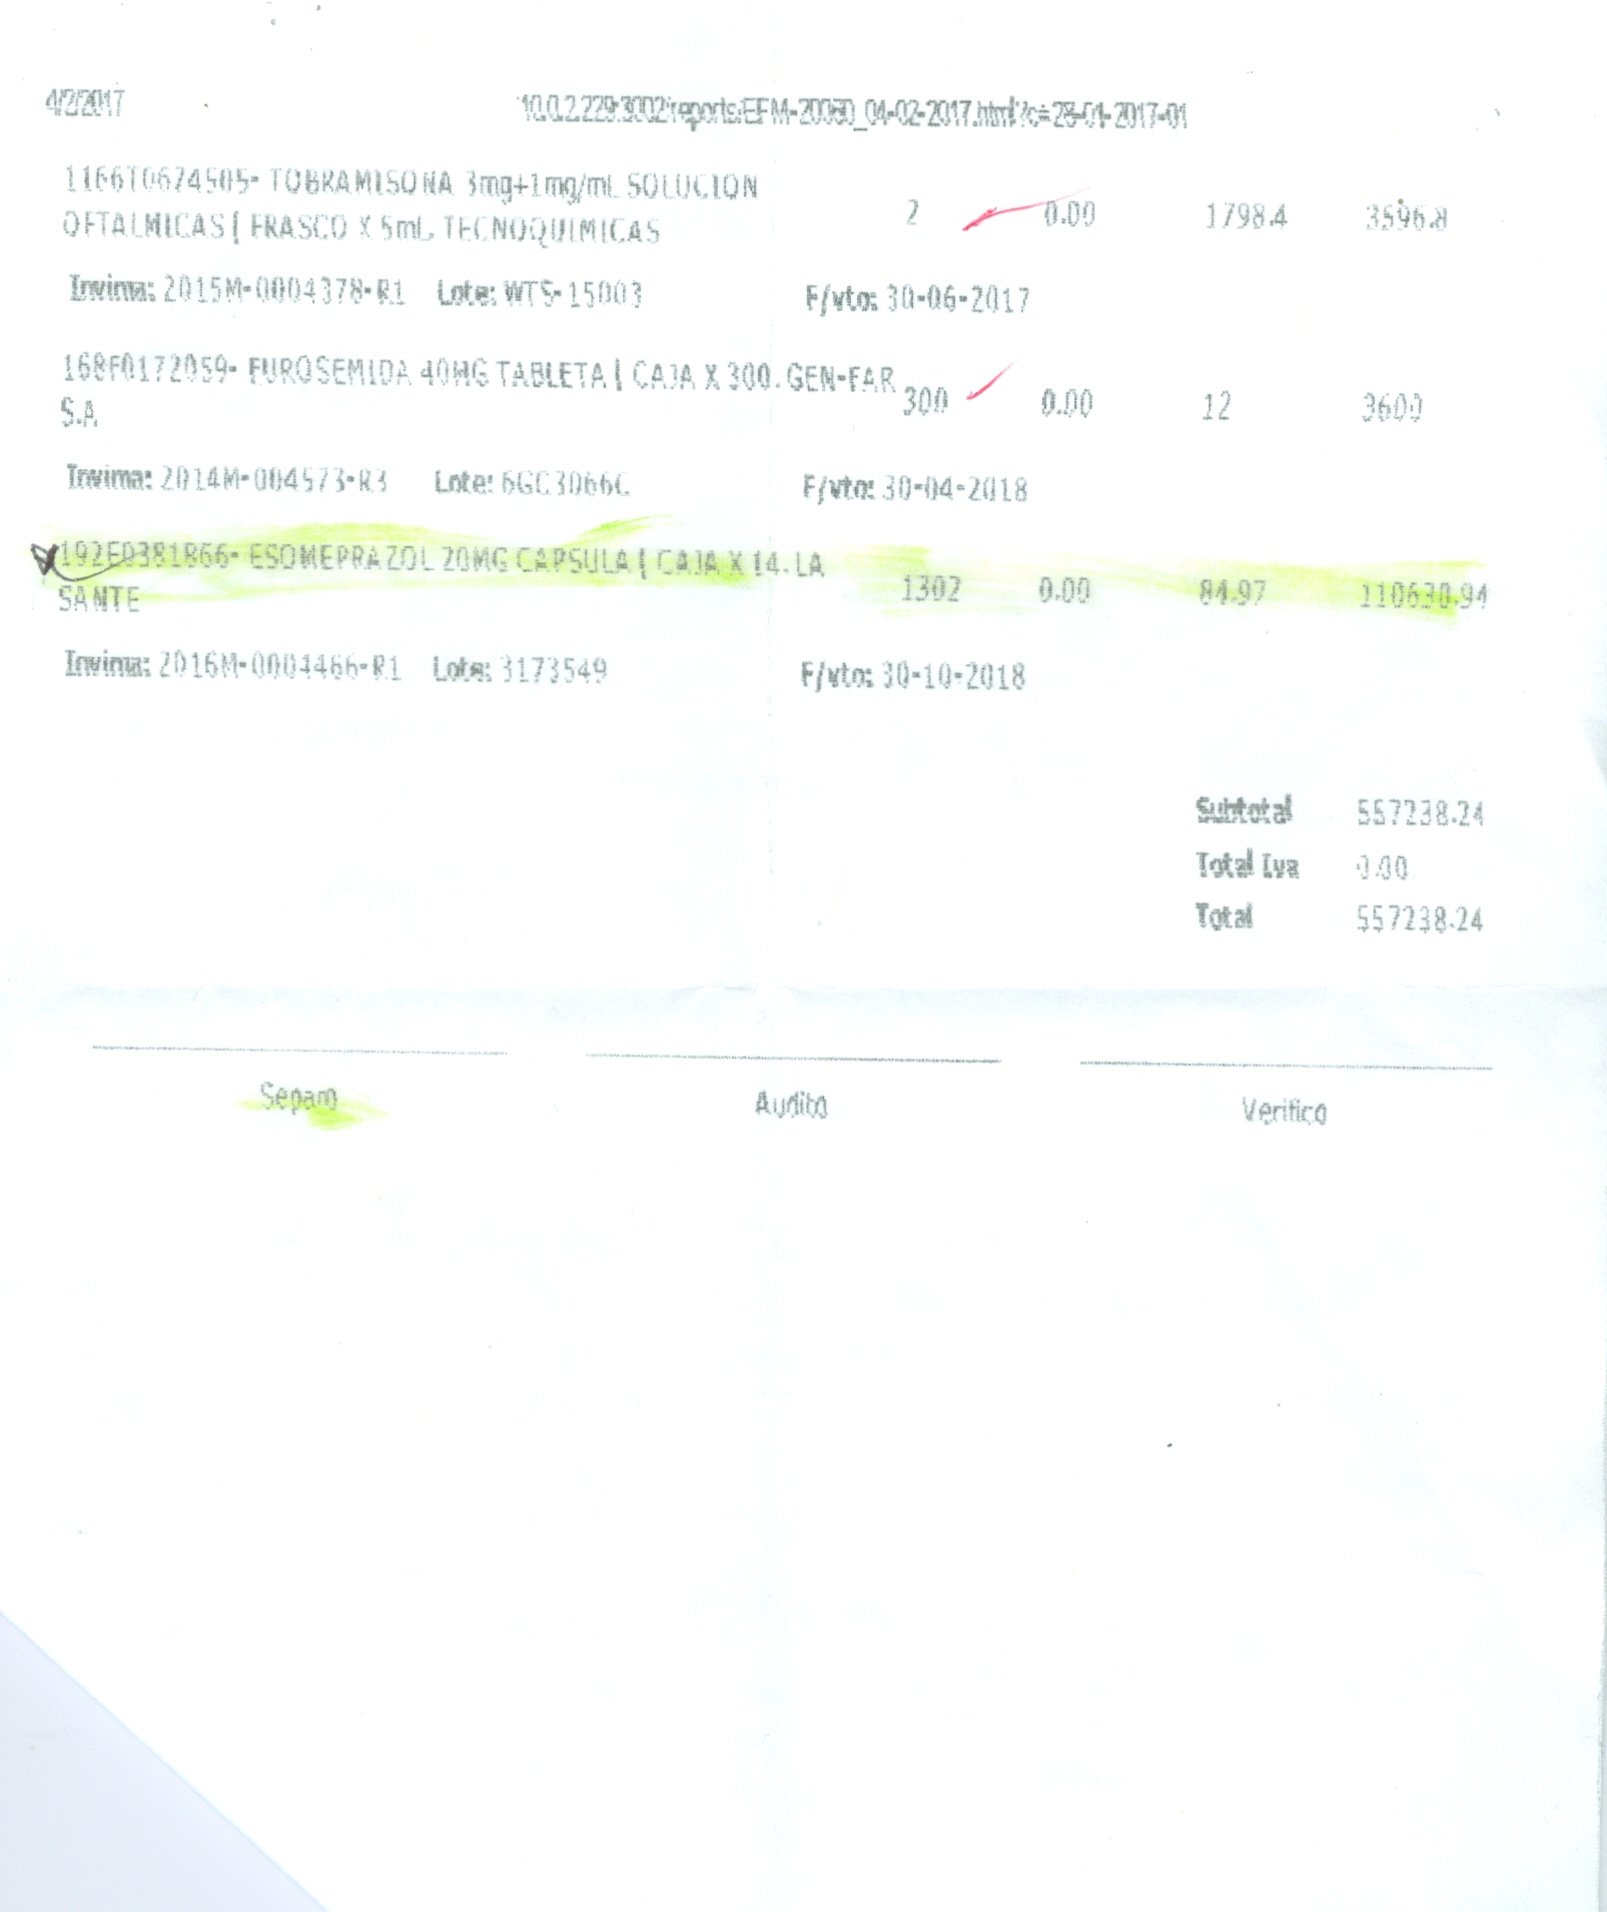 4/2/2017
10.0.2.229:3002/reports/EFM-20080_04-02-2017.html?c=28-01-2017-01
1166T0674505- TOBRAMISONA 3mg+1mg/mL SOLUCION
OFTALMICAS | FRASCO X 5mL TECNOQUIMICAS
2 0.00 1798.4 3596.8
Invima: 2015M-0004378-R1 Lote: WTS-15003 F/vto: 30-06-2017
168F0172059- FUROSEMIDA 40MG TABLETA | CAJA X 300. GEN-FAR
S.A
300 0.00 12 3600
Invima: 2014M-004573-R3 Lote: 6GC3066C F/vto: 30-04-2018
192E0381866- ESOMEPRAZOL 20MG CAPSULA | CAJA X 14. LA
SANTE
1302 0.00 84.97 110630.94
Invima: 2016M-0004466-R1 Lote: 3173549 F/vto: 30-10-2018
Subtotal 557238.24
Total Iva 0.00
Total 557238.24
Separo Audito Verifico